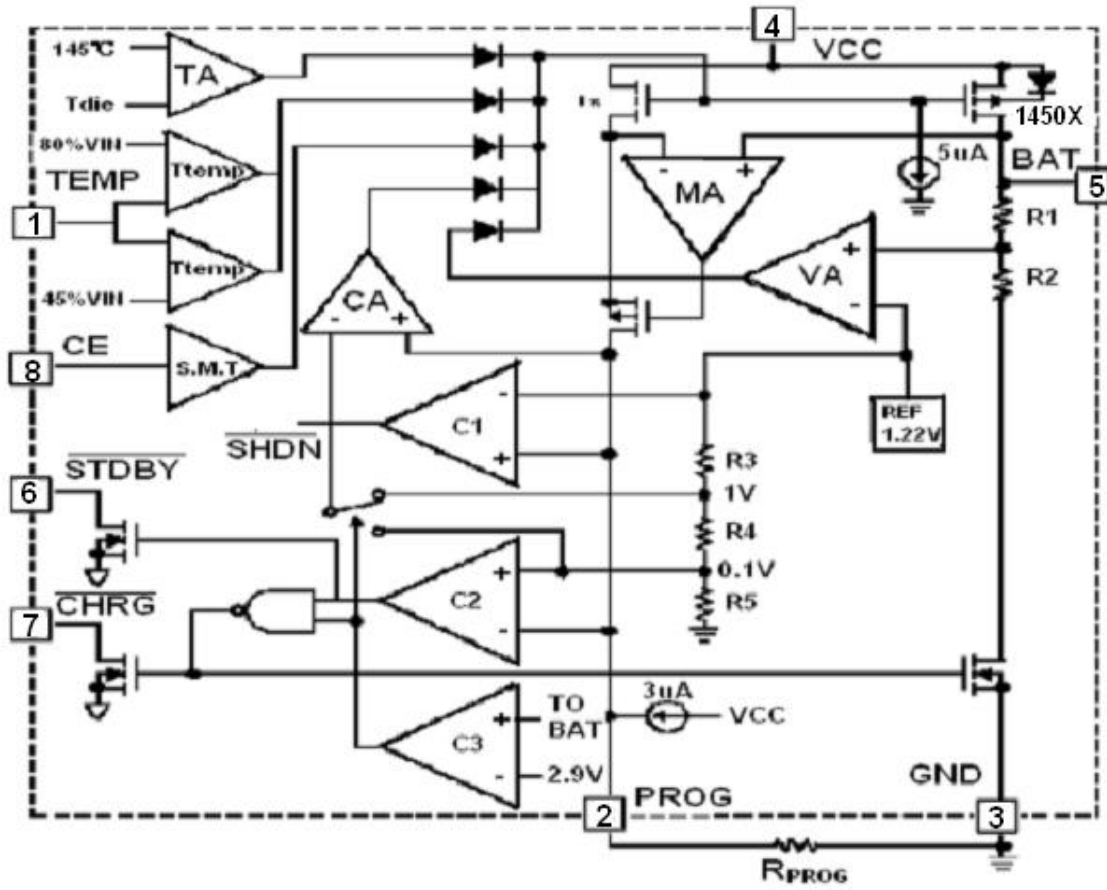 145°C
TA
Tdie
4
VCC
1x
1450X
80%VIN
Ttemp
TEMP
1
Ttemp
45%VIN
MA
- +
5uA
BAT
5
R1
R2
VA
+
-
CA
- +
CE
8
S.M.T
C1
-
+
SHDN
REF
1.22V
STDBY
6
R3
1V
R4
0.1V
R5
CHRG
7
C2
+
-
3uA
VCC
C3
+
-
TO
BAT
2.9V
GND
2
PROG
3
RPROG